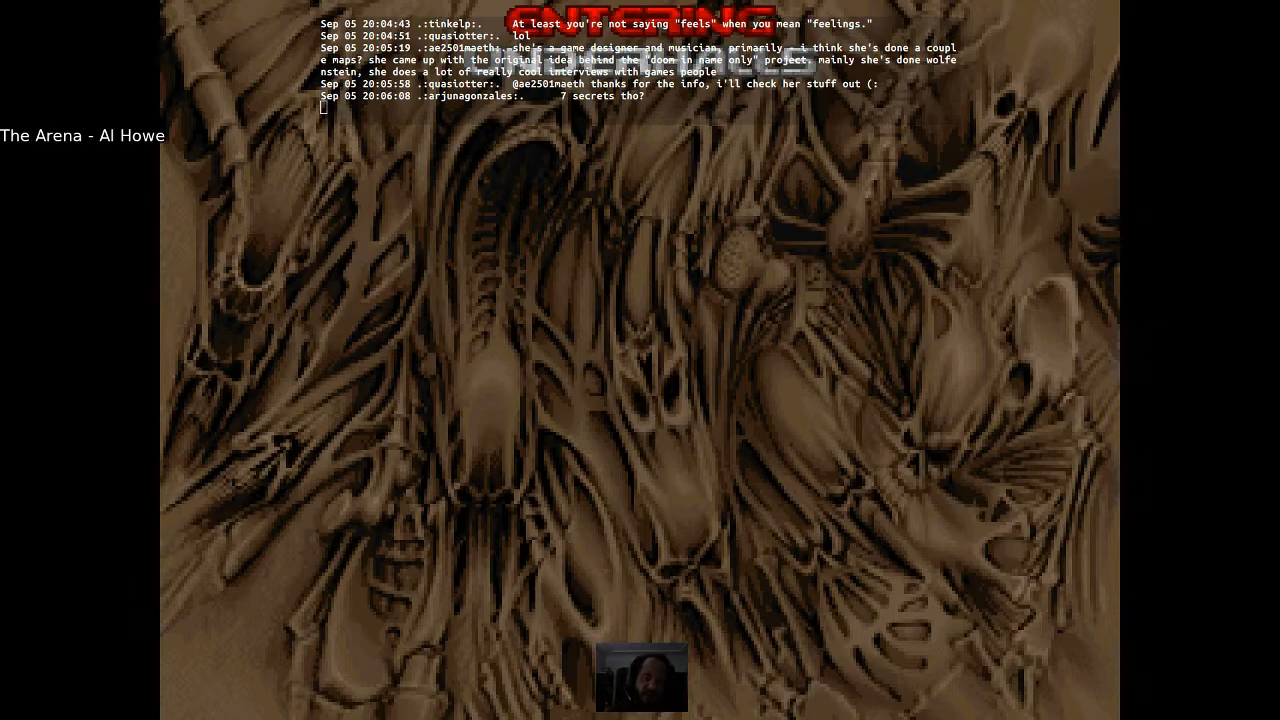 ENTERING
Sep 05 20:04:43 .:tinkelp:.     At least you're not saying "feels" when you mean "feelings."
Sep 05 20:04:51 .:quasiotter:.  lol
Sep 05 20:05:19 .:ae2501maeth:. she's a game designer and musician, primarily - i think she's done a coupl
e maps? she came up with the original idea behind the "doom in name only" project. mainly she's done wolfe
nstein, she does a lot of really cool interviews with games people
Sep 05 20:05:58 .:quasiotter:.  @ae2501maeth thanks for the info, i'll check her stuff out (:
Sep 05 20:06:08 .:arjunagonzales:.      7 secrets tho?
The Arena - Al Howe